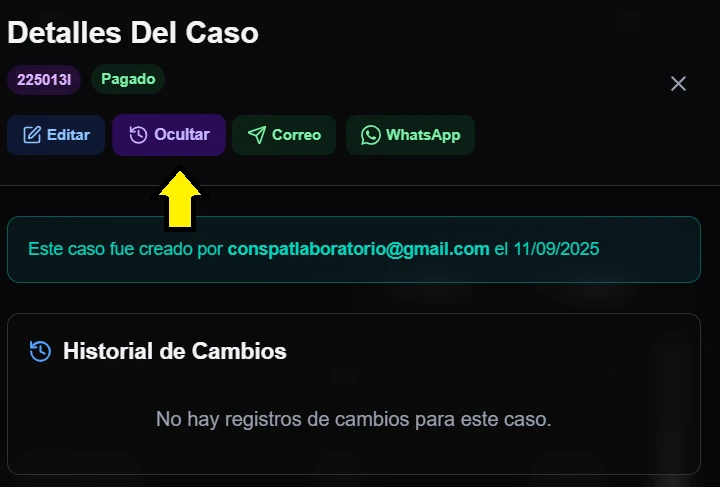 Detalles Del Caso
225013I Pagado
Editar Ocultar Correo WhatsApp
Este caso fue creado por conspatlaboratorio@gmail.com el 11/09/2025
Historial de Cambios
No hay registros de cambios para este caso.